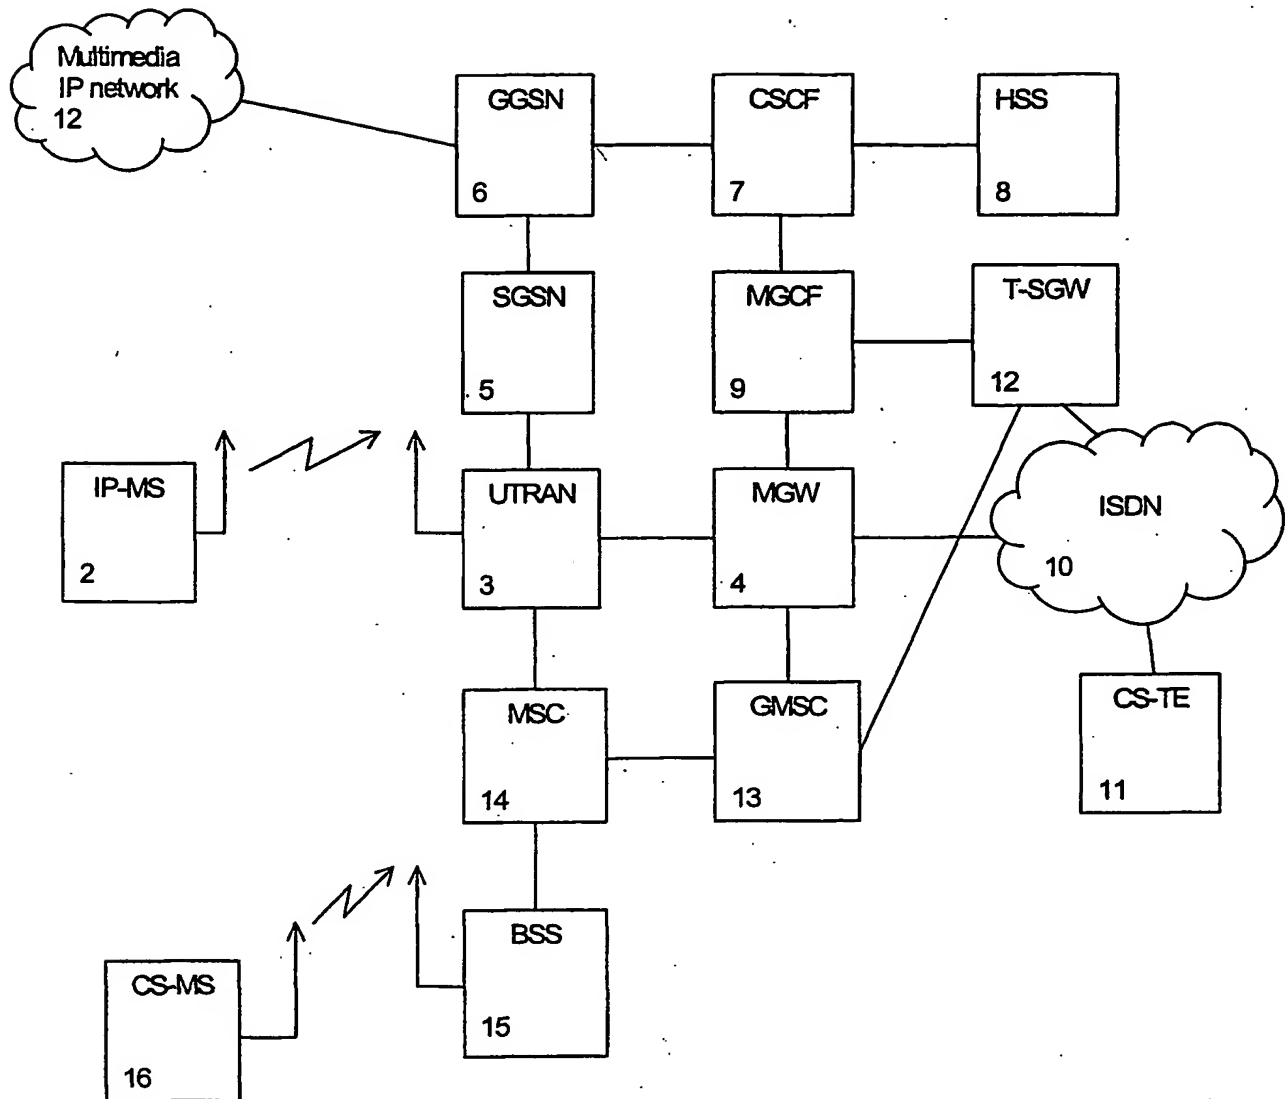 Multimedia
IP network
12
GGSN
6
CSCF
7
HSS
8
SGSN
5
MGCF
9
T-SGW
12
IP-MS
2
UTRAN
3
MGW
4
ISDN
10
MSC
14
GMSC
13
CS-TE
11
BSS
15
CS-MS
16